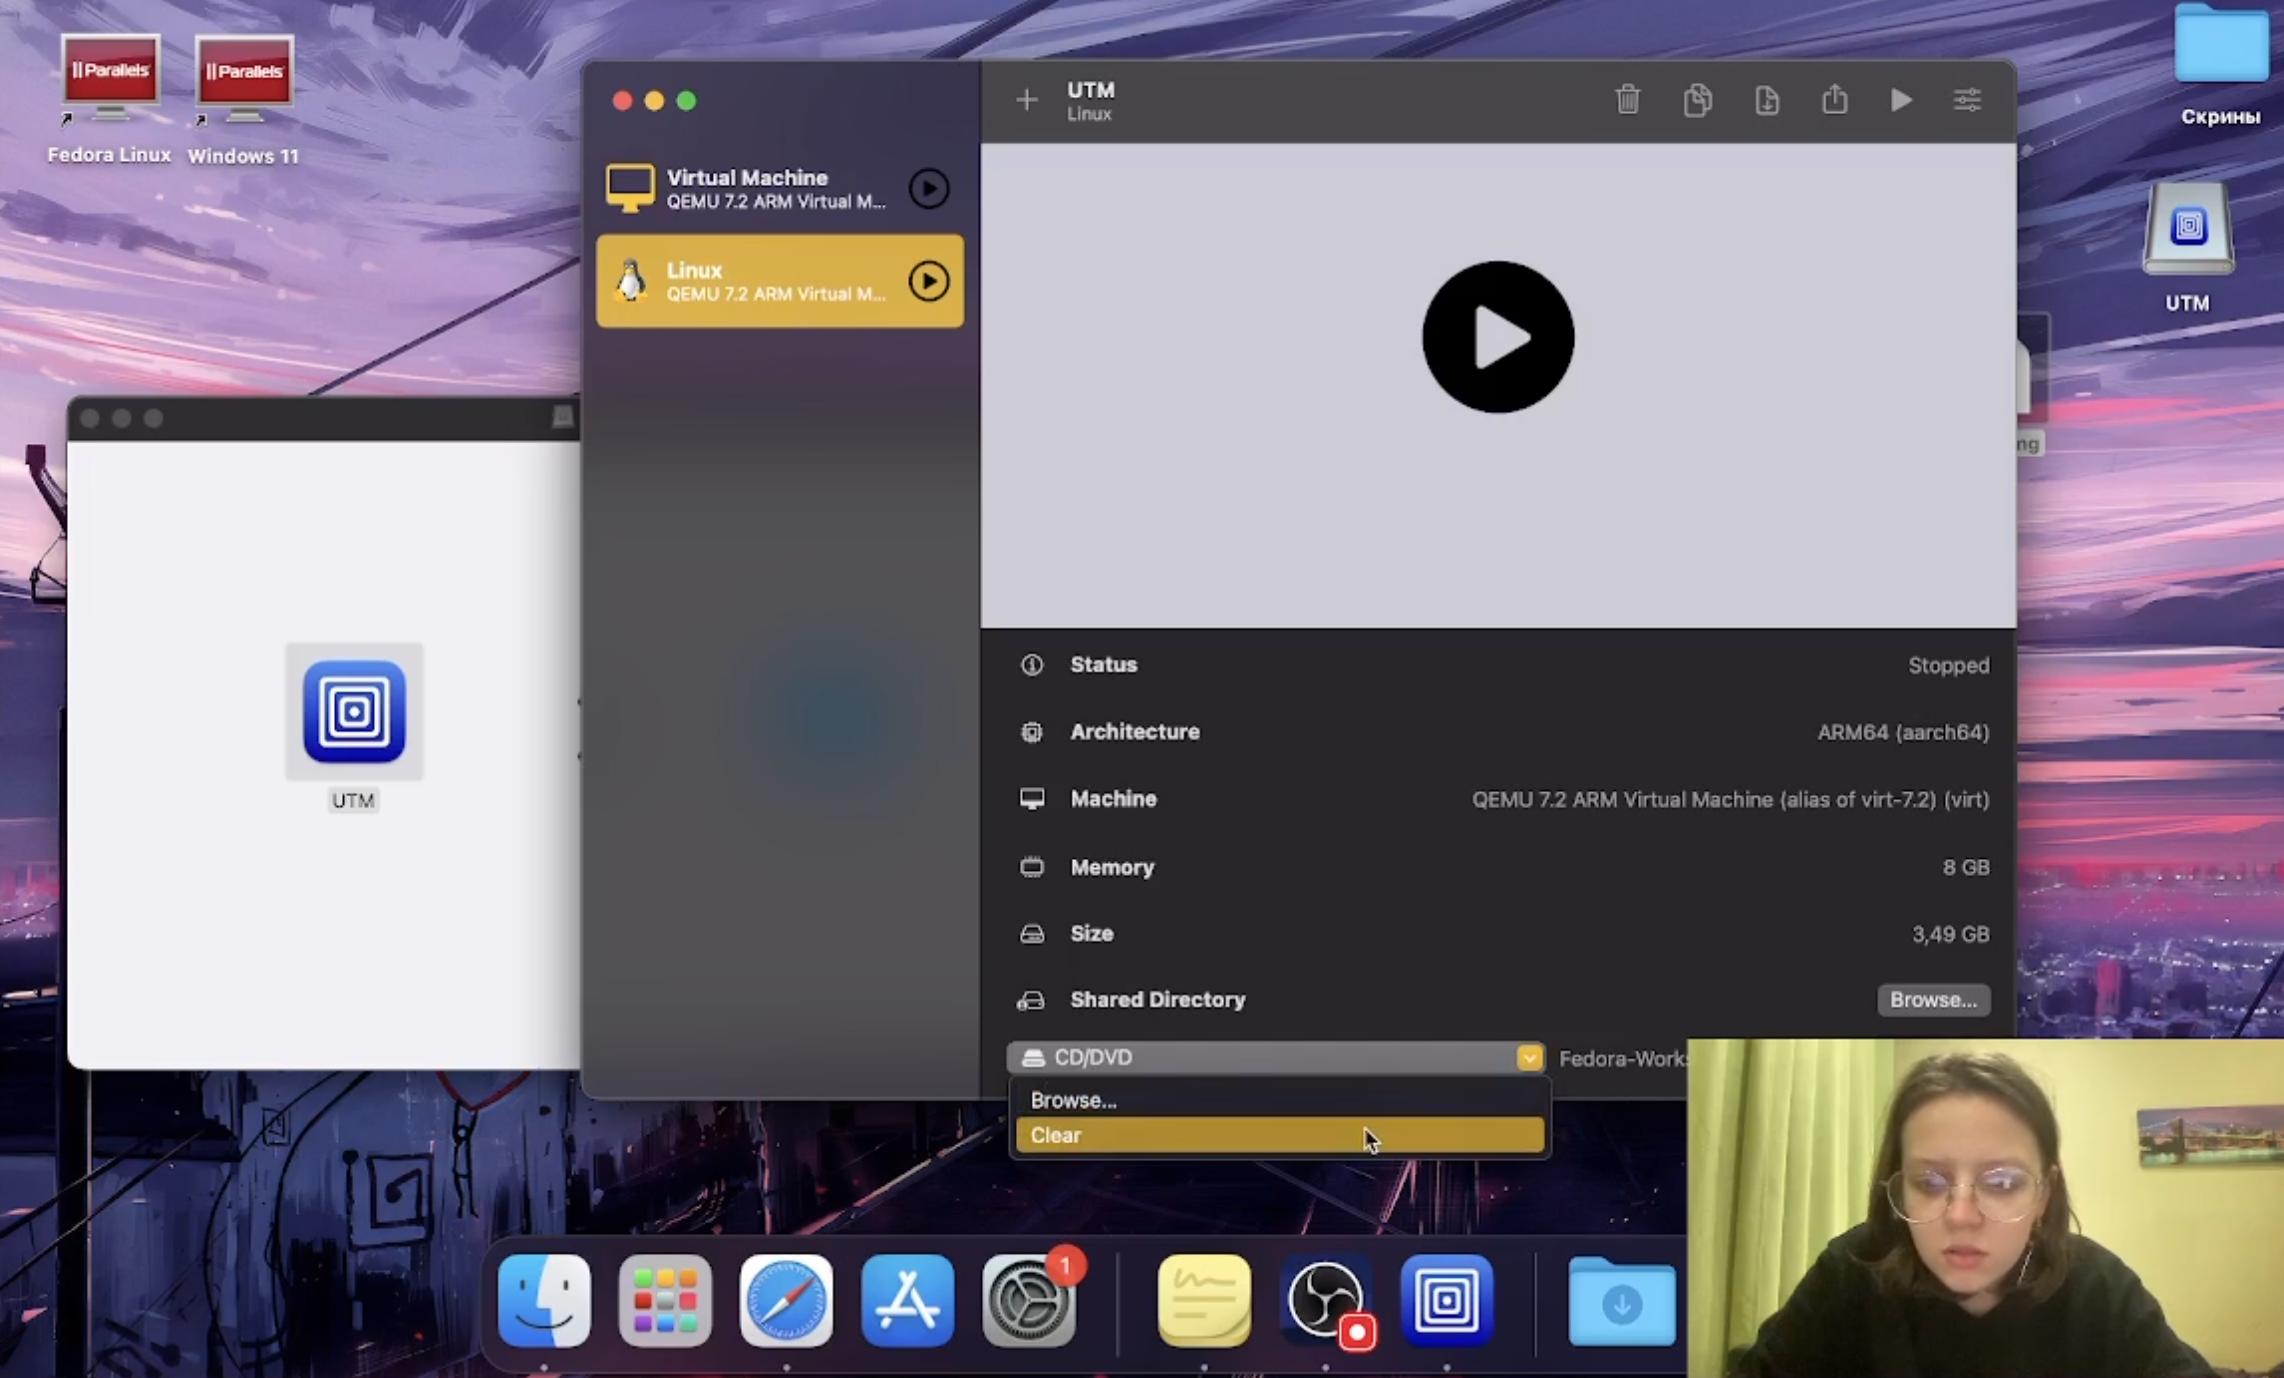 || Parallels
|| Parallels
Fedora Linux
Windows 11
Скрины
UTM
Linux
Virtual Machine
QEMU 7.2 ARM Virtual M...
Linux
QEMU 7.2 ARM Virtual M...
UTM
ng
UTM
Status
Stopped
Architecture
ARM64 (aarch64)
Machine
QEMU 7.2 ARM Virtual Machine (alias of virt-7.2) (virt)
Memory
8 GB
Size
3,49 GB
Shared Directory
Browse...
CD/DVD
Fedora-Works
Browse...
Clear
1